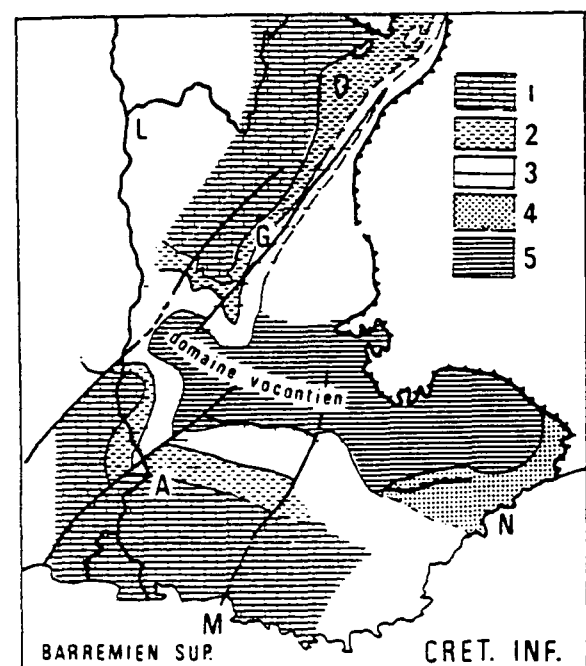 1
2
3
4
5
L
G
domaine vocontien
A
N
M
BARREMIEN SUP.
CRET. INF.